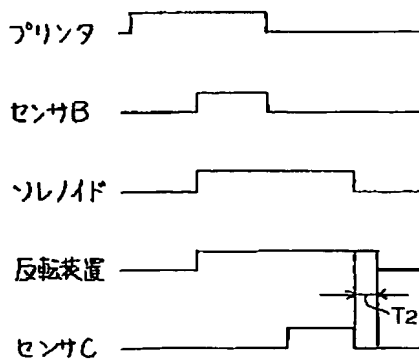 プリンタ
センサB
ソレノイド
反転装置
T2
センサC